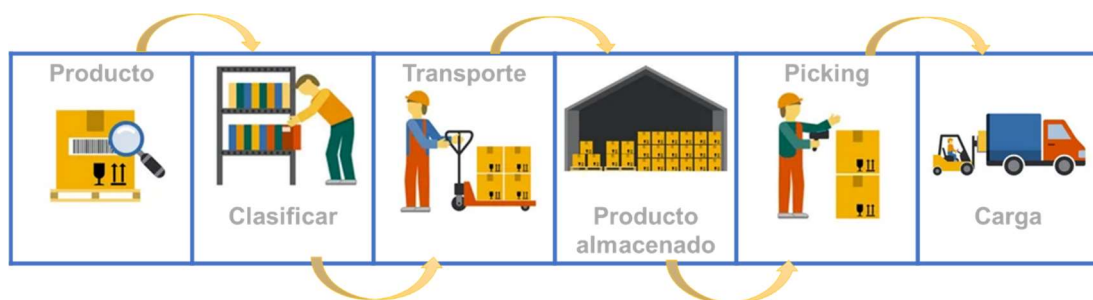 Producto
Clasificar
Transporte
Producto
almacenado
Picking
Carga